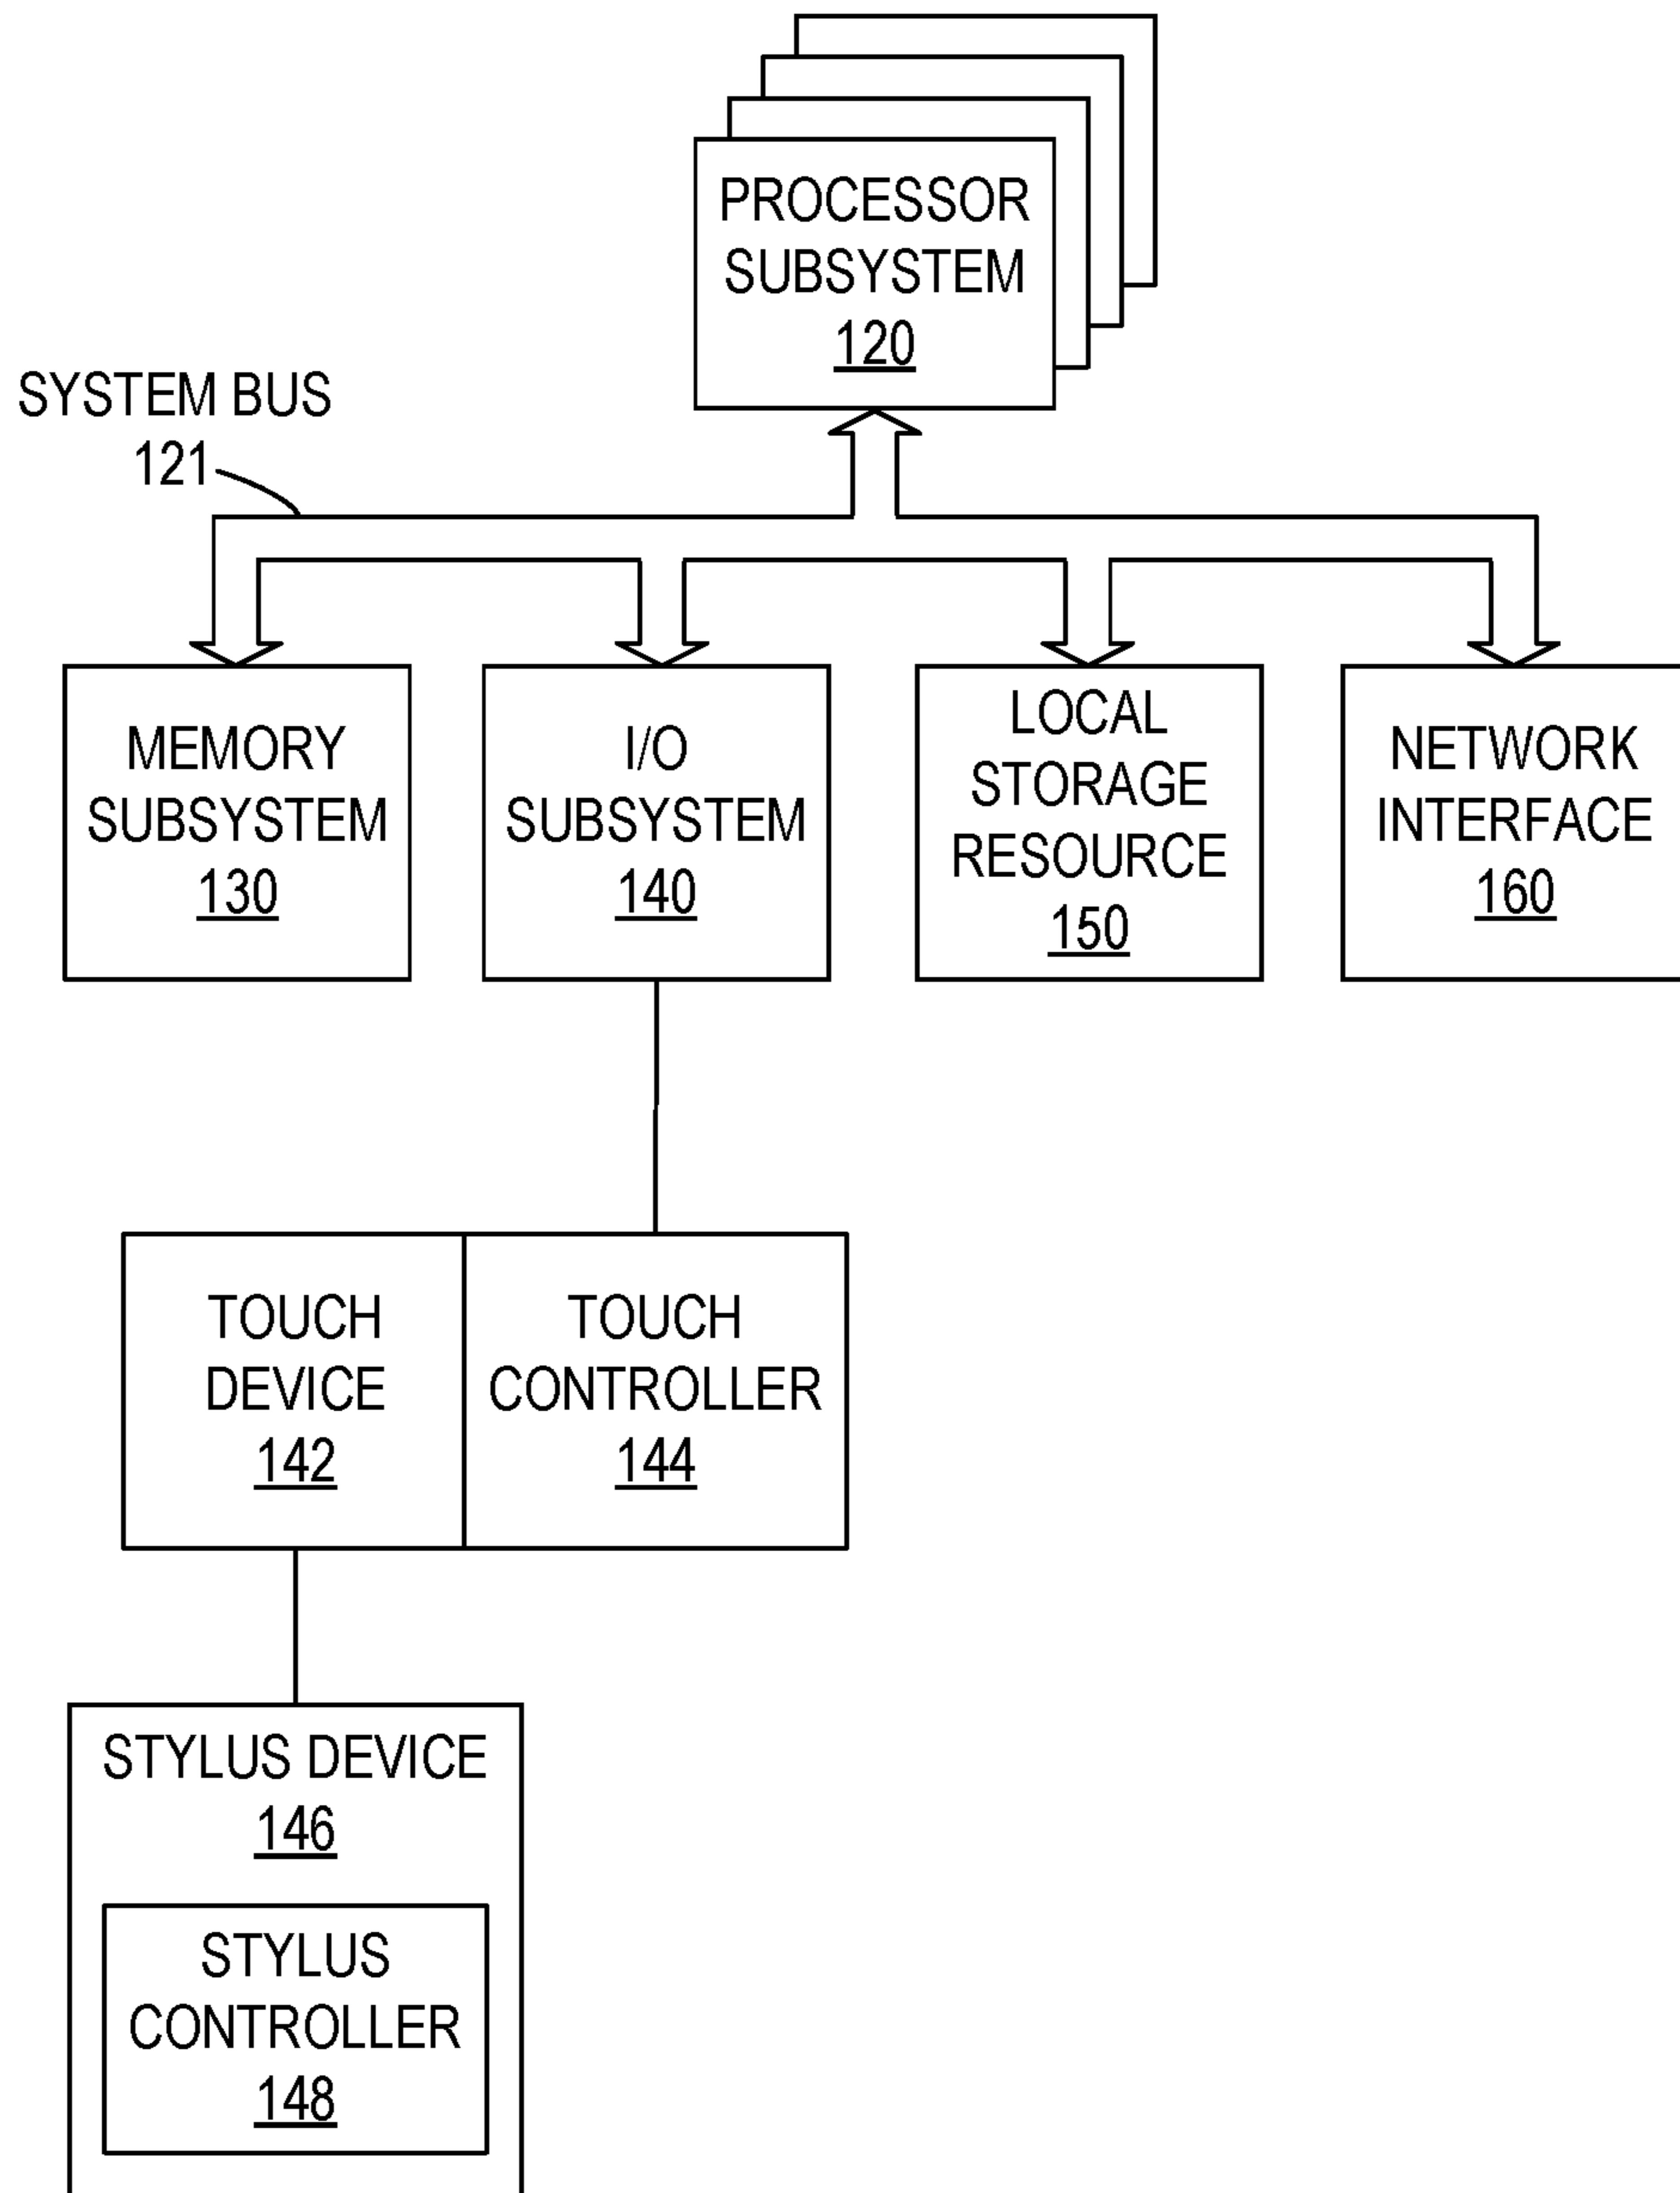 PROCESSOR
SUBSYSTEM
120
SYSTEM BUS
121
MEMORY
SUBSYSTEM
130
I/O
SUBSYSTEM
140
LOCAL
STORAGE
RESOURCE
150
NETWORK
INTERFACE
160
TOUCH
DEVICE
142
TOUCH
CONTROLLER
144
STYLUS DEVICE
146
STYLUS
CONTROLLER
148